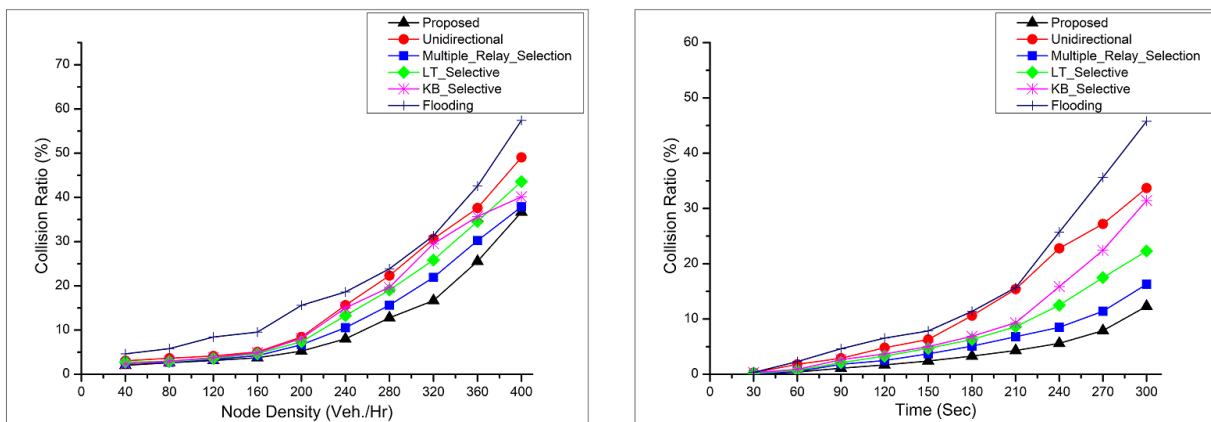 Proposed
Unidirectional
Multiple_Relay_Selection
LT_Selective
KB_Selective
Flooding
Collision Ratio (%)
70
60
50
40
30
20
10
0
40 80 120 160 200 240 280 320 360 400
Node Density (Veh./Hr)
Proposed
Unidirectional
Multiple_Relay_Selection
LT_Selective
KB_Selective
Flooding
Collision Ratio (%)
60
50
40
30
20
10
0
30 60 90 120 150 180 210 240 270 300
Time (Sec)